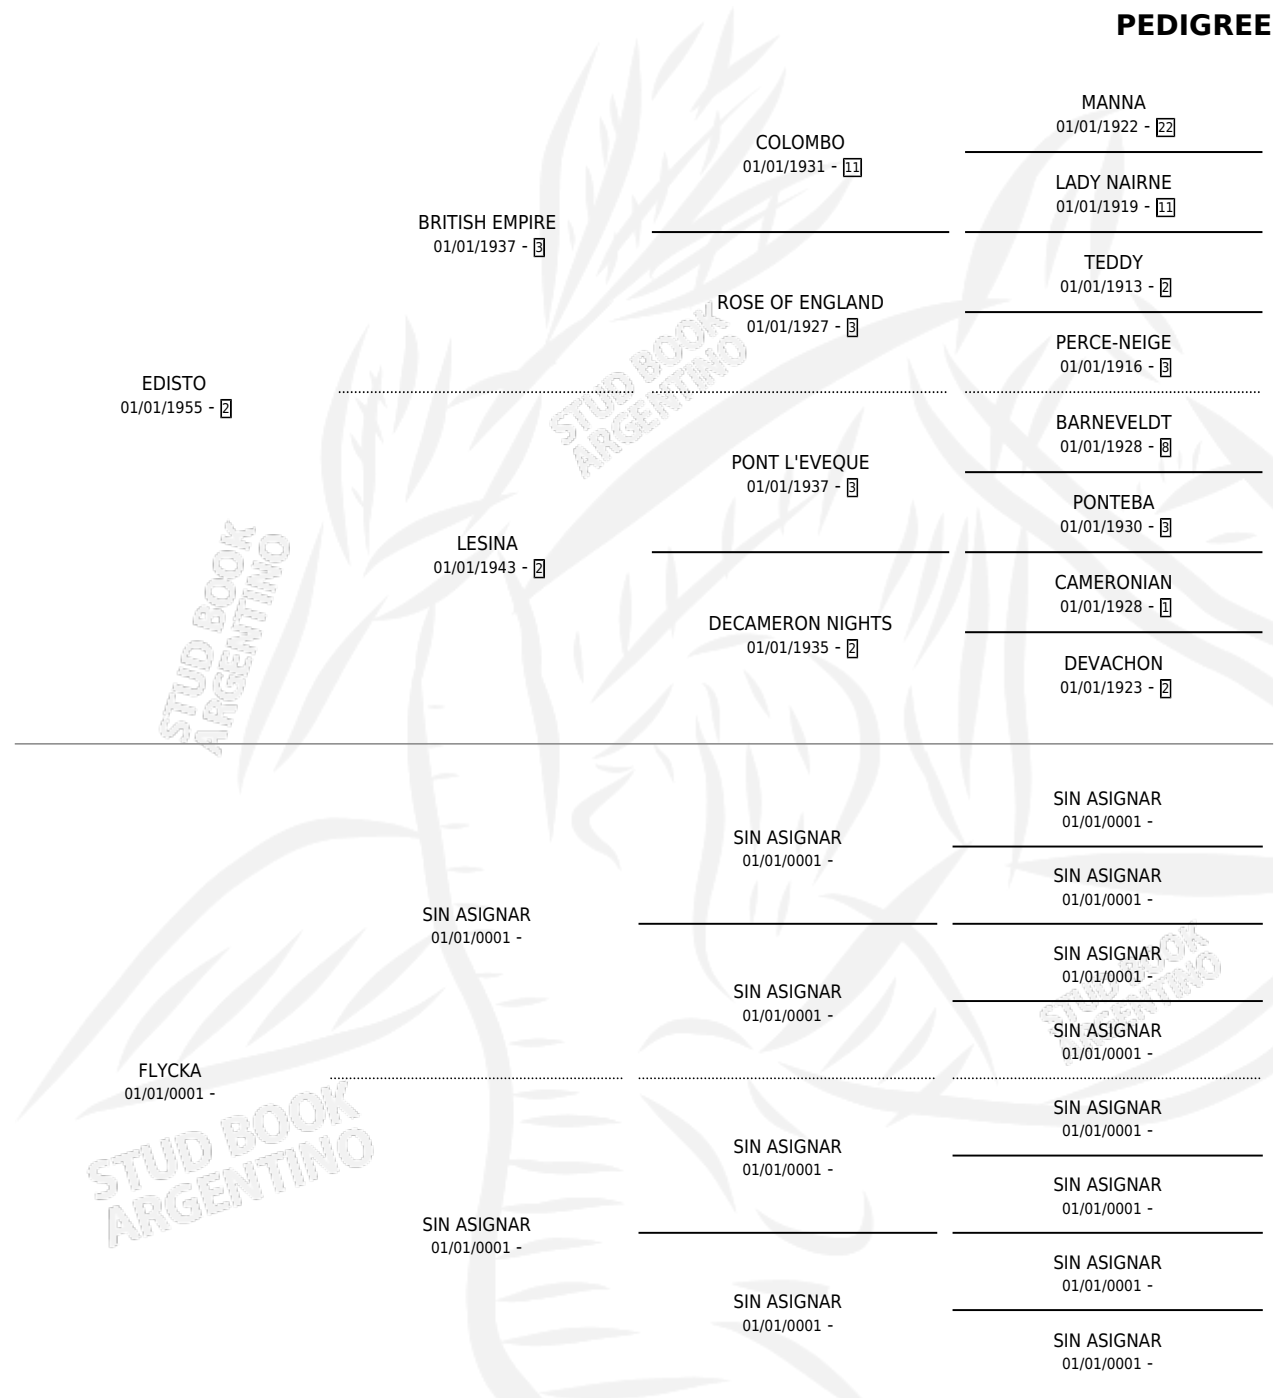 PEDIGREE
MANNA
01/01/1922 - 22
COLOMBO
01/01/1931 - 11
LADY NAIRNE
01/01/1919 - 11
BRITISH EMPIRE
01/01/1937 - 3
TEDDY
01/01/1913 - 2
ROSE OF ENGLAND
01/01/1927 - 3
PERCE-NEIGE
01/01/1916 - 3
STUD BOOK
ARGENTINO
EDISTO
01/01/1955 - 2
BARNEVELDT
01/01/1928 - 8
PONT L'EVEQUE
01/01/1937 - 3
PONTEBA
01/01/1930 - 3
LESINA
01/01/1943 - 2
CAMERONIAN
01/01/1928 - 1
DECAMERON NIGHTS
01/01/1935 - 2
DEVACHON
01/01/1923 - 2
STUD BOOK
ARGENTINO
SIN ASIGNAR
01/01/0001 -
SIN ASIGNAR
01/01/0001 -
SIN ASIGNAR
01/01/0001 -
SIN ASIGNAR
01/01/0001 -
SIN ASIGNAR
01/01/0001 -
SIN ASIGNAR
01/01/0001 -
SIN ASIGNAR
01/01/0001 -
STUD BOOK
ARGENTINO
FLYCKA
01/01/0001 -
SIN ASIGNAR
01/01/0001 -
SIN ASIGNAR
01/01/0001 -
SIN ASIGNAR
01/01/0001 -
SIN ASIGNAR
01/01/0001 -
SIN ASIGNAR
01/01/0001 -
SIN ASIGNAR
01/01/0001 -
SIN ASIGNAR
01/01/0001 -
STUD BOOK
ARGENTINO